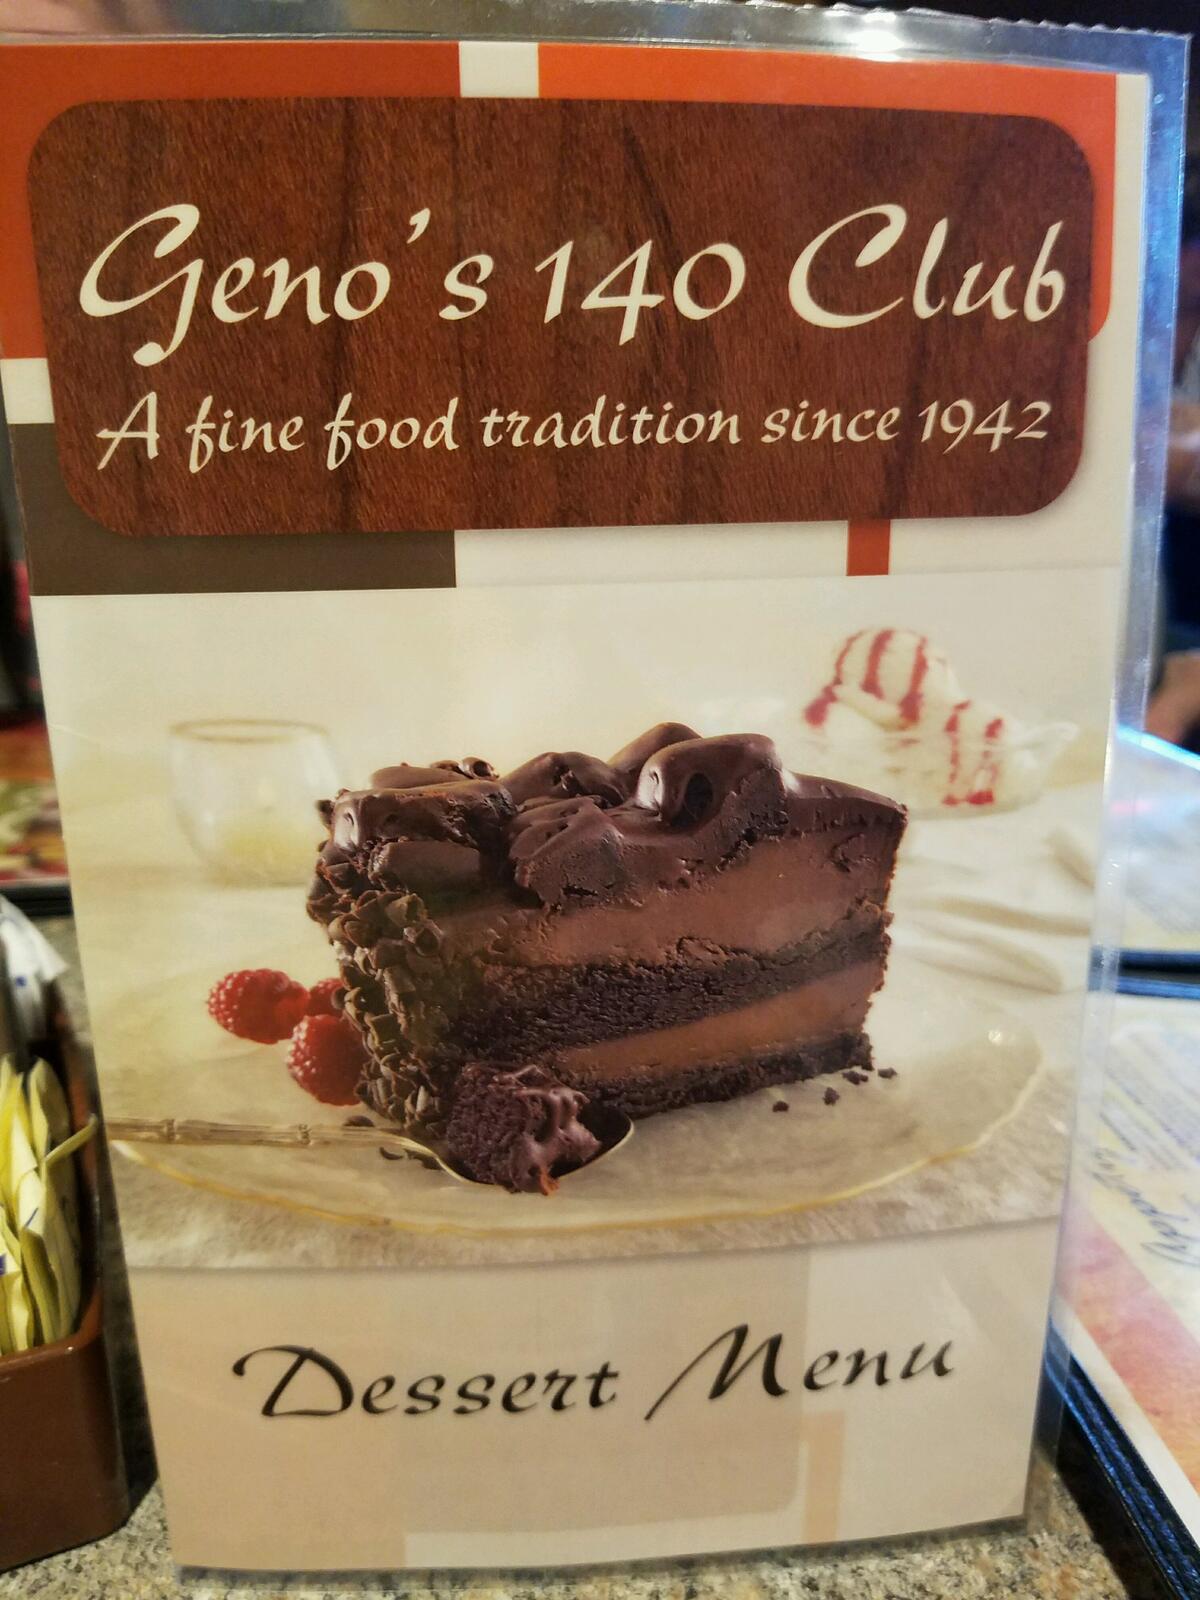 Geno's 140 Club
A fine food tradition since 1942
Dessert Menu